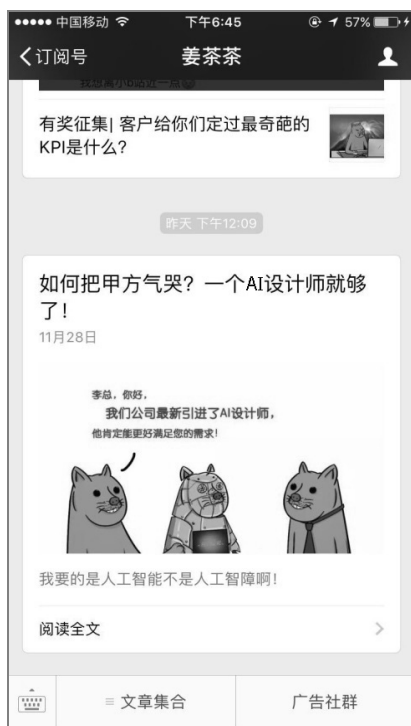 中国移动 下午6:45 57%
订阅号 姜茶茶
有奖征集| 客户给你们定过最奇葩的
KPI是什么?
昨天 下午12:09
如何把甲方气哭? 一个AI设计师就够
了!
11月28日
李总，你好，
我们公司最新引进了AI设计师，
他肯定能更好满足您的需求!
我要的是人工智能不是人工智障啊!
阅读全文
文章集合 广告社群